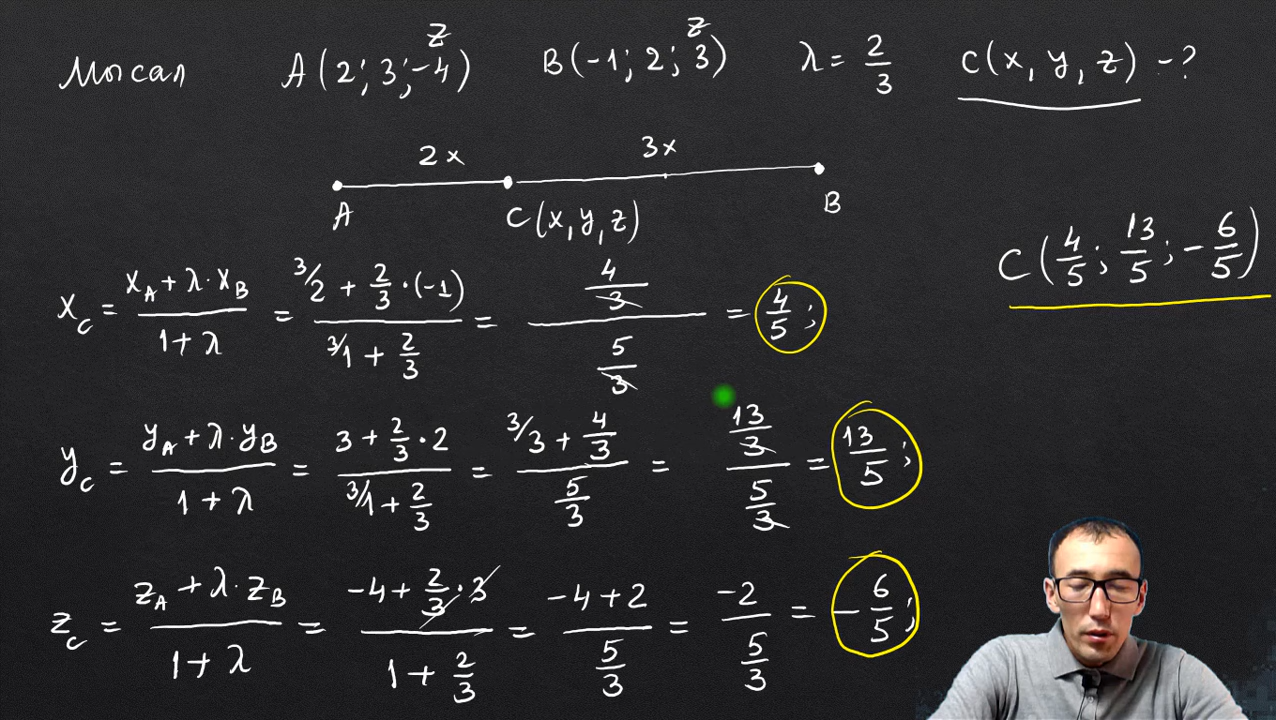 Мысал A(2; 3; -4) B(-1; 2; 3) λ = 2/3 C(x, y, z) - ?
z z
2x 3x
A C(x, y, z) B
C(4/5; 13/5; -6/5)
x_C = (x_A + λ·x_B)/(1 + λ) = (³/2 + 2/3·(-1))/(³/1 + 2/3) = (4/3)/(5/3) = 4/5;
y_C = (y_A + λ·y_B)/(1 + λ) = (3 + 2/3·2)/(³/1 + 2/3) = (³/3 + 4/3)/(5/3) = (13/3)/(5/3) = 13/5;
z_C = (z_A + λ·z_B)/(1 + λ) = (-4 + 2/3·3)/(1 + 2/3) = (-4 + 2)/(5/3) = -2/(5/3) = -6/5;